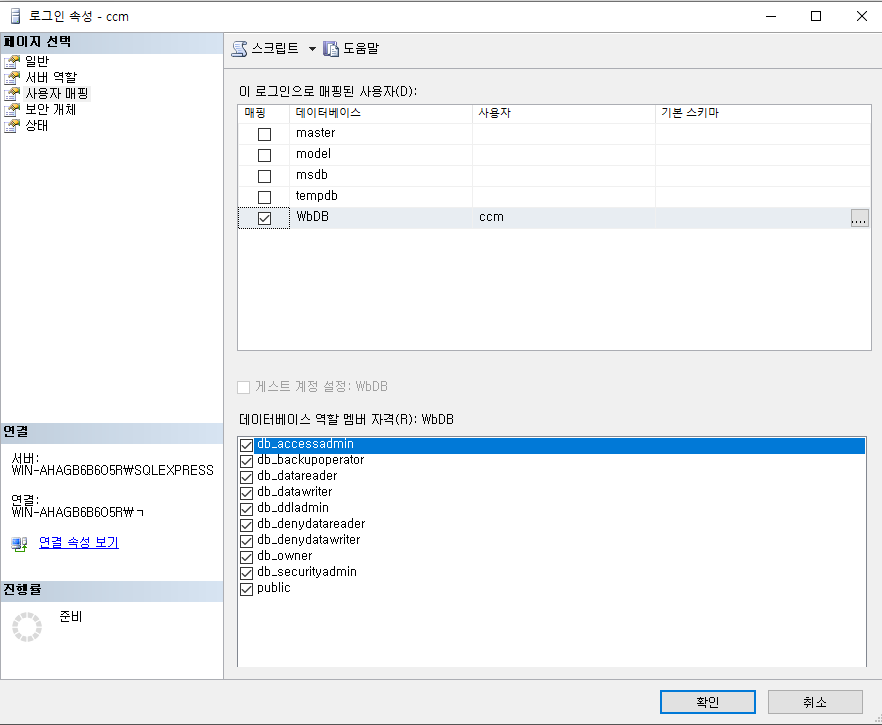 로그인 속성 - ccm
페이지 선택
일반
서버 역할
사용자 매핑
보안 개체
상태
스크립트 도움말
이 로그인으로 매핑된 사용자(D):
매핑 데이터베이스 사용자 기본 스키마
master
model
msdb
tempdb
WbDB ccm ....
게스트 계정 설정: WbDB
데이터베이스 역할 멤버 자격(R): WbDB
db_accessadmin
db_backupoperator
db_datareader
db_datawriter
db_ddladmin
db_denydatareader
db_denydatawriter
db_owner
db_securityadmin
public
연결
서버:
WIN-AHAGB6B6O5R₩SQLEXPRESS
연결:
WIN-AHAGB6B6O5R₩ㄱ
연결 속성 보기
진행률
준비
확인 취소